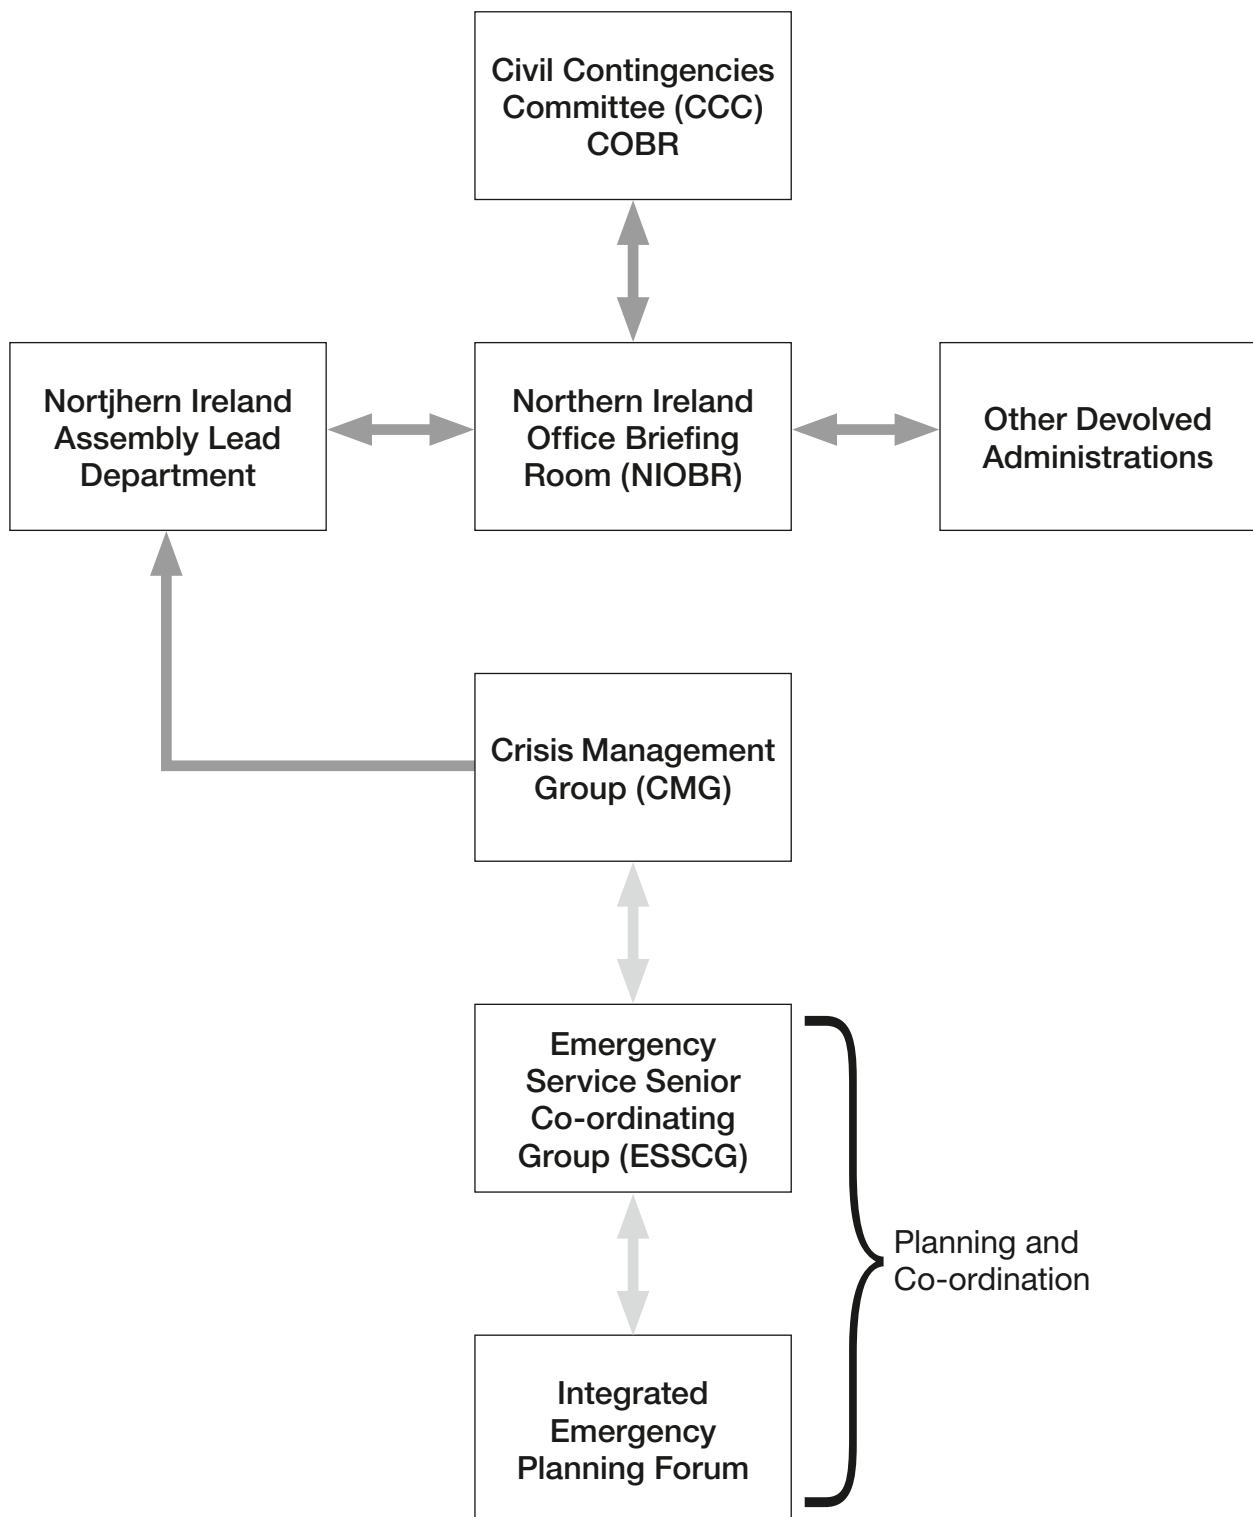 Civil Contingencies
Committee (CCC)
COBR
Nortjhern Ireland
Assembly Lead
Department
Northern Ireland
Office Briefing
Room (NIOBR)
Other Devolved
Administrations
Crisis Management
Group (CMG)
Emergency
Service Senior
Co-ordinating
Group (ESSCG)
Planning and
Co-ordination
Integrated
Emergency
Planning Forum